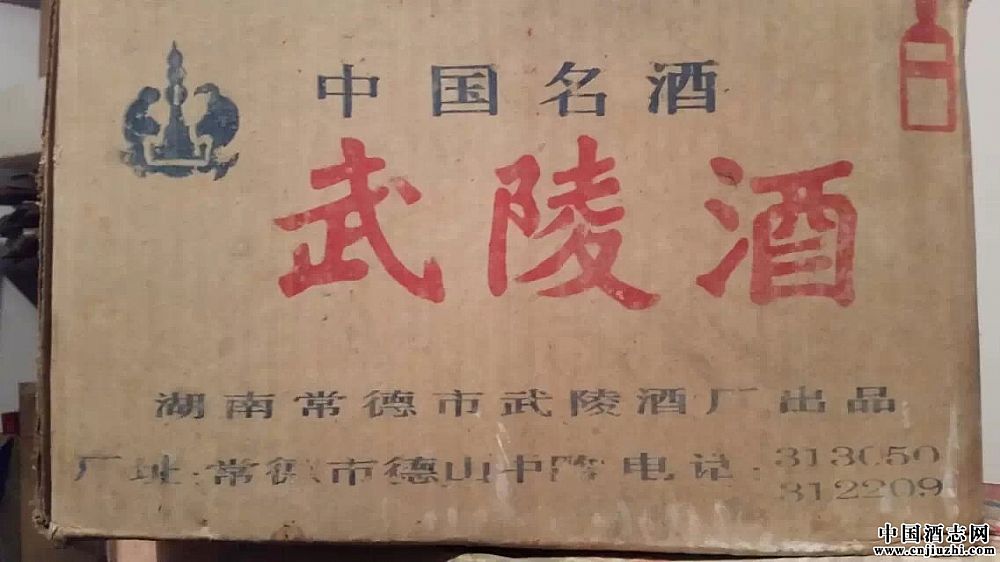 中国名酒
武陵酒
湖南常德市武陵酒厂出品
厂址:常德市德山中路 电话:313050
312209
中国酒志网
www.cnjiuzhi.com